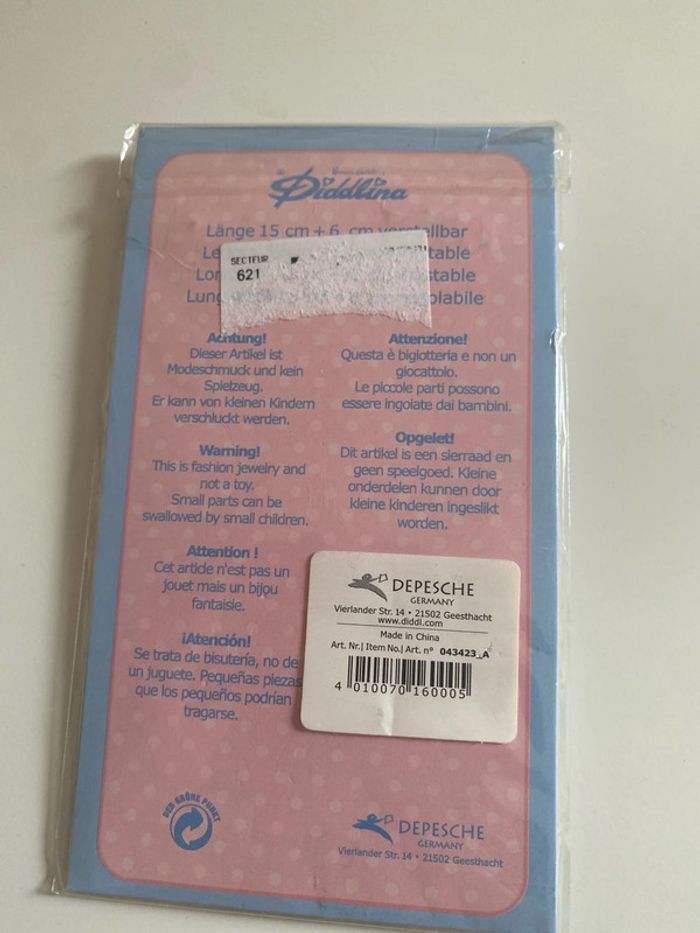 Diddlina
Länge 15 cm + 6 cm verstellbar
Le table
Lon stable
Lung olabile
SECTEUR
621
Achtung!
Dieser Artikel ist
Modeschmuck und kein
Spielzeug.
Er kann von kleinen Kindern
verschluckt werden.
Warning!
This is fashion jewelry and
not a toy.
Small parts can be
swallowed by small children.
Attention !
Cet article n'est pas un
jouet mais un bijou
fantaisie.
¡Atención!
Se trata de bisutería, no de
un juguete. Pequeñas piezas
que los pequeños podrían
tragarse.
Attenzione!
Questa è bigiotteria e non un
giocattolo.
Le piccole parti possono
essere ingoiate dai bambini.
Opgelet!
Dit artikel is een sierraad en
geen speelgoed. Kleine
onderdelen kunnen door
kleine kinderen ingeslikt
worden.
DEPESCHE
GERMANY
Vierlander Str. 14 • 21502 Geesthacht
www.diddl.com
Made in China
Art. Nr.| Item No.| Art. n° 043423_A
4 010070 160005
DER GRÜNE PUNKT
DEPESCHE
GERMANY
Vierlander Str. 14 • 21502 Geesthacht